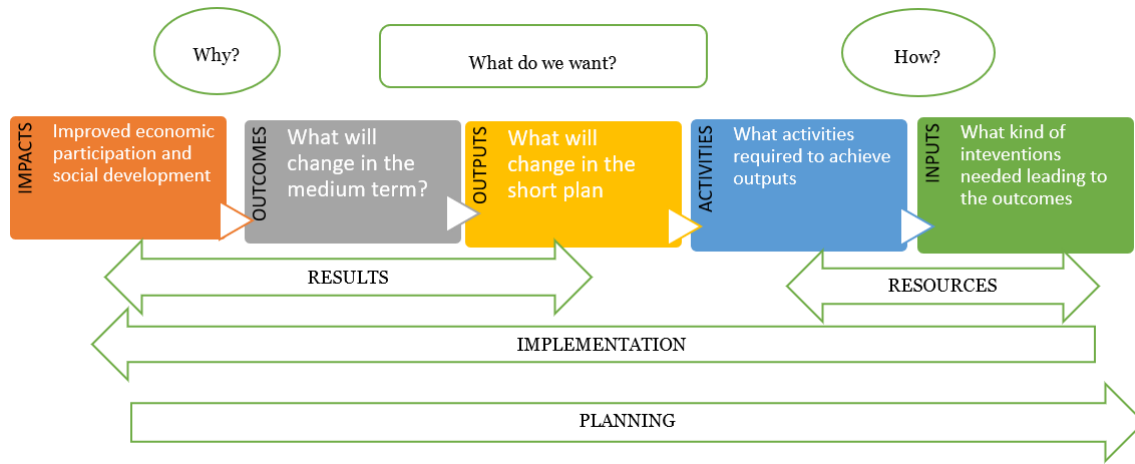 Why?
What do we want?
How?
IMPACTS
Improved economic
participation and
social development
OUTCOMES
What will
change in the
medium term?
OUTPUTS
What will
change in the
short plan
ACTIVITIES
What activities
required to achieve
outputs
INPUTS
What kind of
inteventions
needed leading to
the outcomes
RESULTS
RESOURCES
IMPLEMENTATION
PLANNING